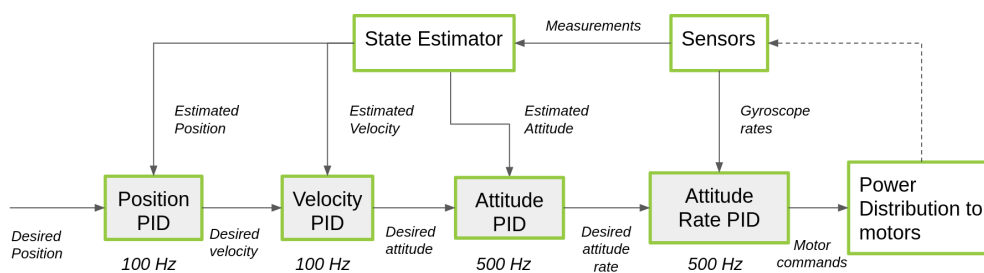 State Estimator
Measurements
Sensors
Estimated
Position
Estimated
Velocity
Estimated
Attitude
Gyroscope
rates
Position
PID
Velocity
PID
Attitude
PID
Attitude
Rate PID
Power
Distribution to
motors
Desired
Position
Desired
velocity
Desired
attitude
Desired
attitude
rate
Motor
commands
100 Hz
100 Hz
500 Hz
500 Hz